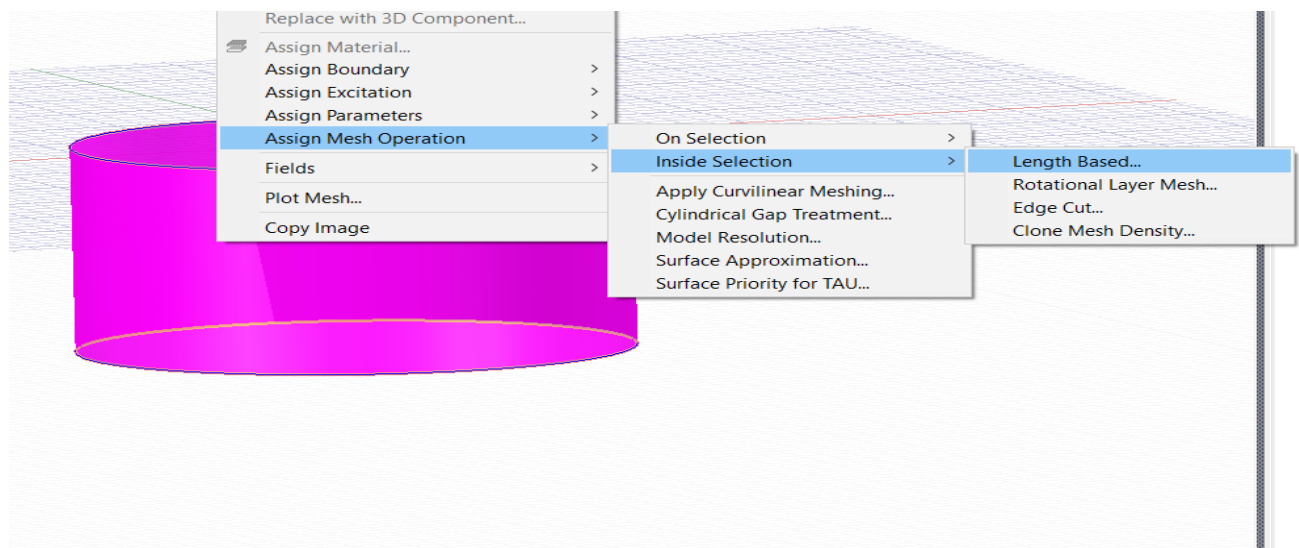 Replace with 3D Component...
Assign Material...
Assign Boundary >
Assign Excitation >
Assign Parameters >
Assign Mesh Operation >
Fields >
Plot Mesh...
Copy Image
On Selection >
Inside Selection >
Apply Curvilinear Meshing...
Cylindrical Gap Treatment...
Model Resolution...
Surface Approximation...
Surface Priority for TAU...
Length Based...
Rotational Layer Mesh...
Edge Cut...
Clone Mesh Density...